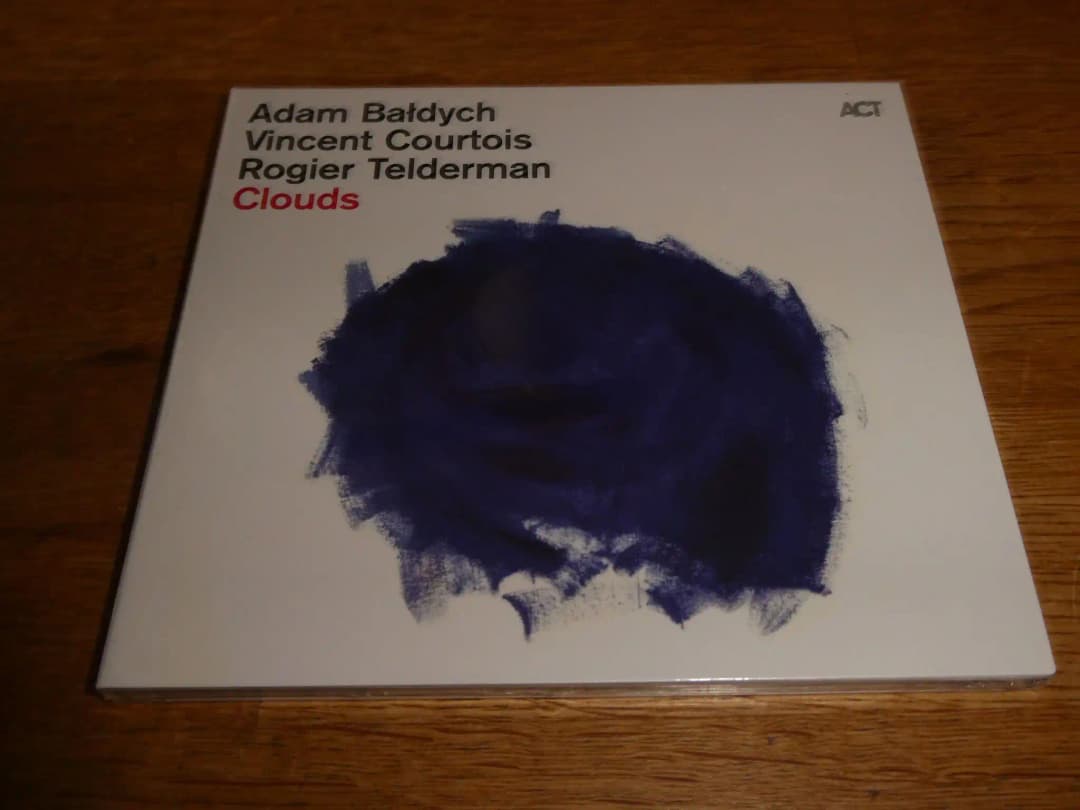 Adam Bałdych
Vincent Courtois
Rogier Telderman
Clouds
ACT